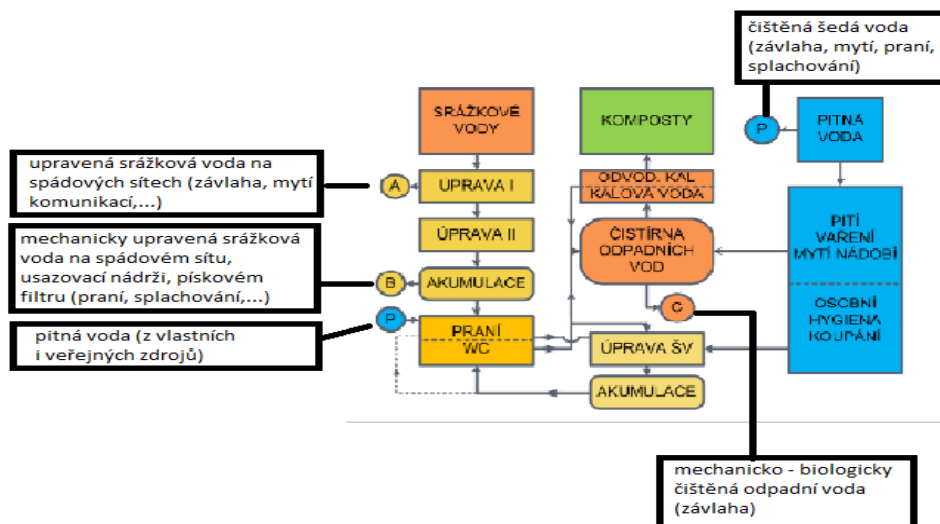 čištěná šedá voda
(závlaha, mytí, praní,
splachování)
SRÁŽKOVÉ
VODY
KOMPOSTY
P
PITNÁ
VODA
upravená srážková voda na
spádových sítech (závlaha, mytí
komunikací,...)
A
ÚPRAVA I
ODVOD. KAL
KALOVÁ VODA
ÚPRAVA II
ČISTÍRNA
ODPADNÍCH
VOD
PITÍ
VAŘENÍ
MYTÍ NÁDOBÍ
mechanicky upravená srážková
voda na spádovém sítu,
usazovací nádrži, pískovém
filtru (praní, splachování,...)
B
AKUMULACE
C
OSOBNÍ
HYGIENA
KOUPÁNÍ
pitná voda (z vlastních
i veřejných zdrojů)
P
PRANÍ
WC
ÚPRAVA ŠV
AKUMULACE
mechanicko - biologicky
čištěná odpadní voda
(závlaha)